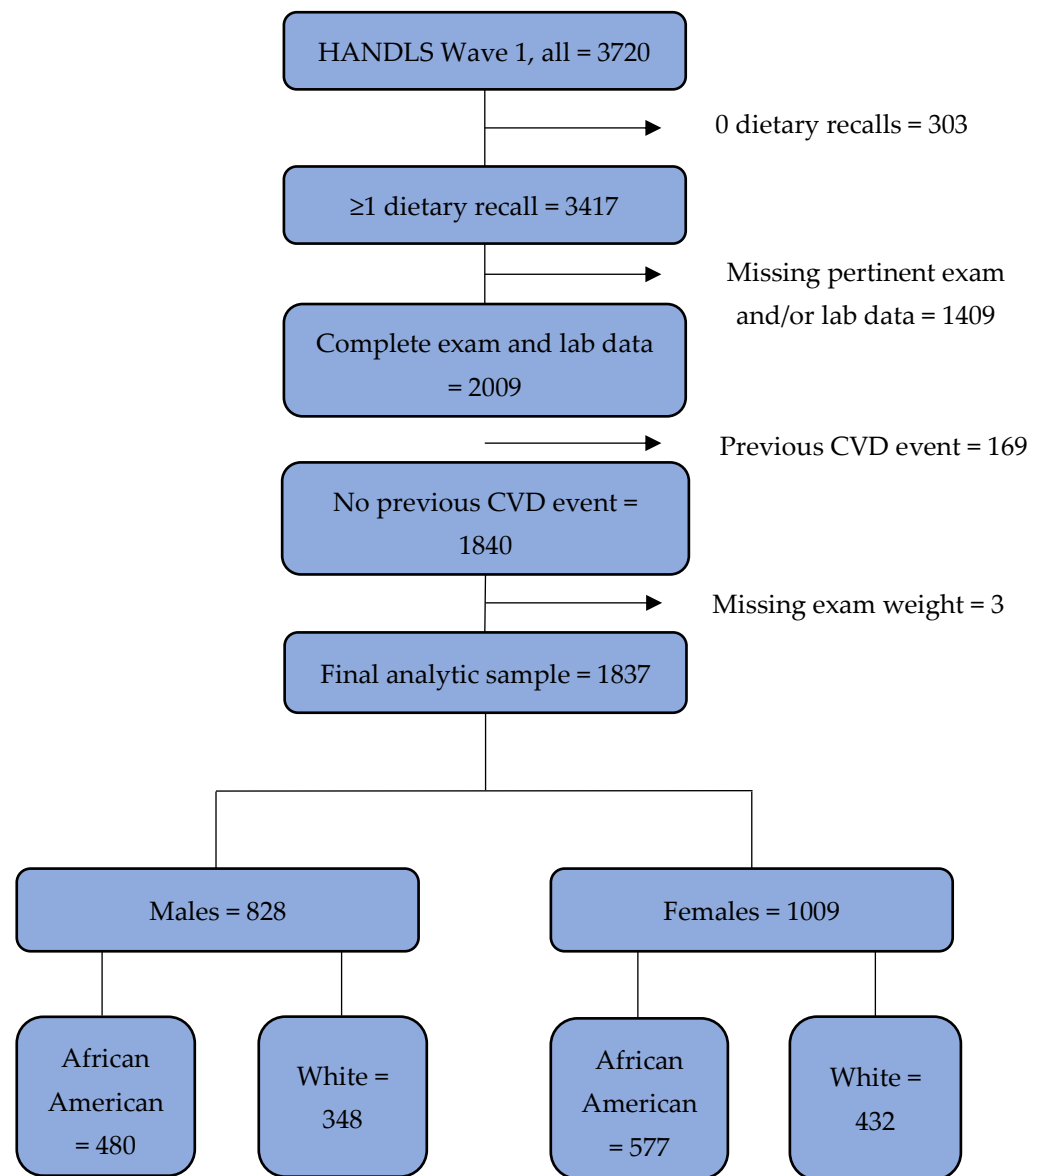 HANDLS Wave 1, all = 3720
0 dietary recalls = 303
≥1 dietary recall = 3417
Missing pertinent exam
and/or lab data = 1409
Complete exam and lab data
= 2009
Previous CVD event = 169
No previous CVD event =
1840
Missing exam weight = 3
Final analytic sample = 1837
Males = 828
Females = 1009
African
American
= 480
White =
348
African
American
= 577
White =
432